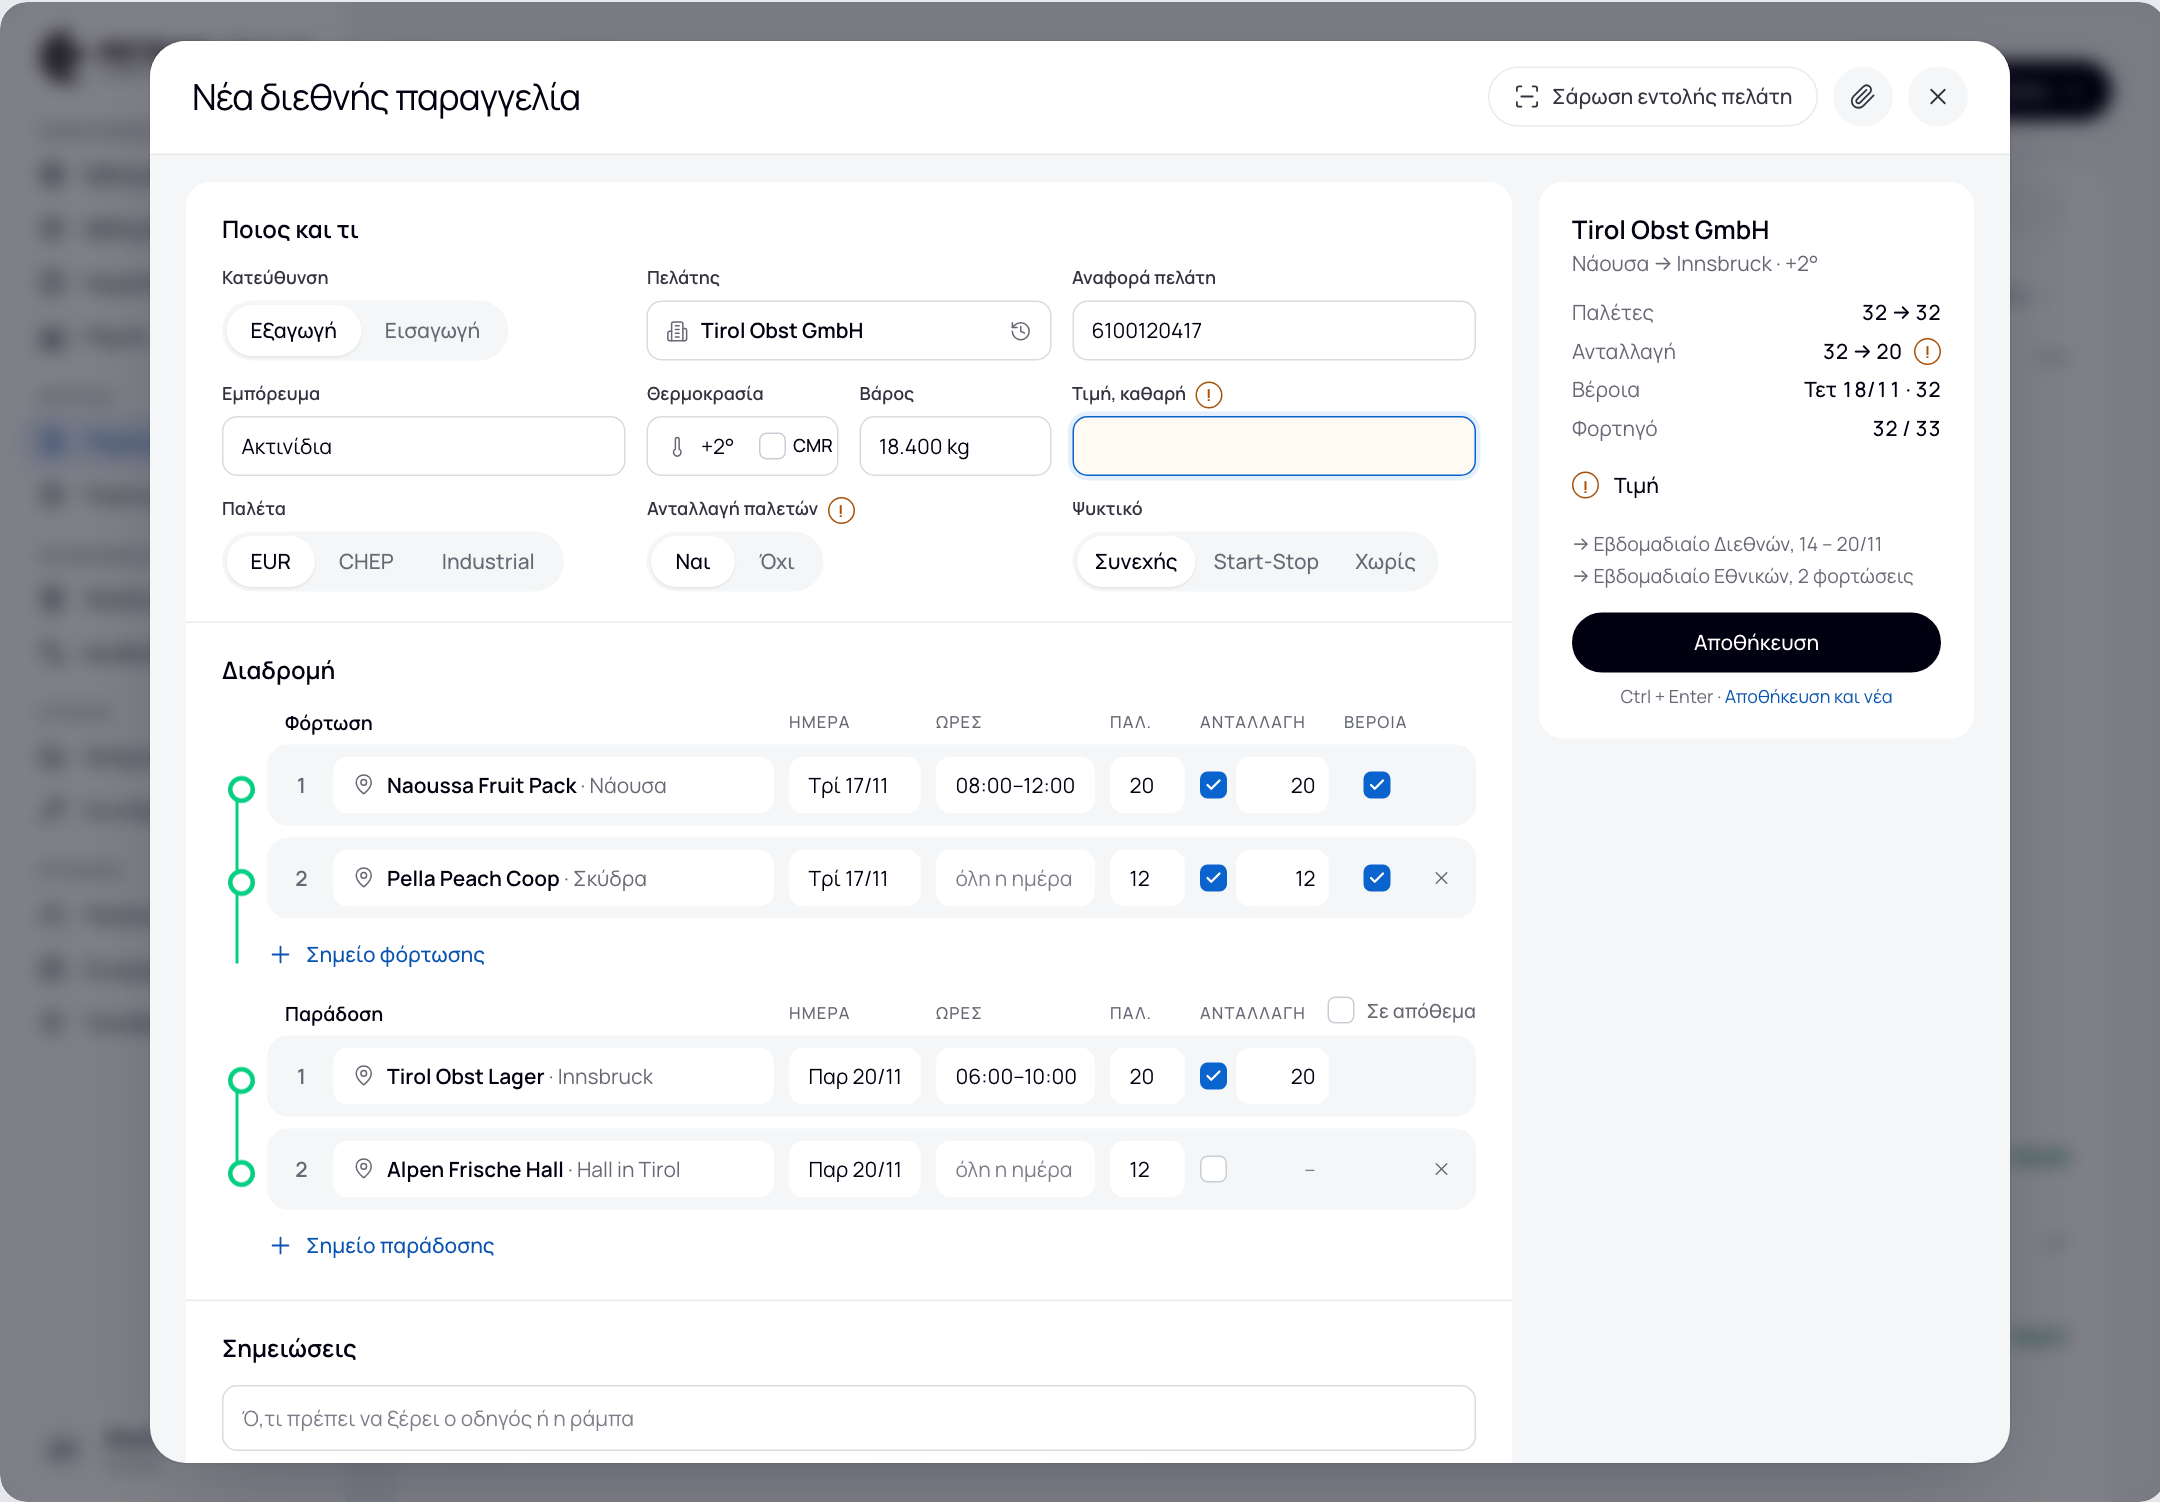 Νέα διεθνής παραγγελία
Σάρωση εντολής πελάτη
Ποιος και τι
Κατεύθυνση
Πελάτης
Αναφορά πελάτη
Εξαγωγή Εισαγωγή
Tirol Obst GmbH
6100120417
Εμπόρευμα
Θερμοκρασία
Βάρος
Τιμή, καθαρή
Ακτινίδια
+2° CMR
18.400 kg
Παλέτα
Ανταλλαγή παλετών
Ψυκτικό
EUR CHEP Industrial
Ναι Όχι
Συνεχής Start-Stop Χωρίς
Διαδρομή
Φόρτωση ΗΜΕΡΑ ΩΡΕΣ ΠΑΛ. ΑΝΤΑΛΛΑΓΗ ΒΕΡΟΙΑ
1 Naoussa Fruit Pack · Νάουσα Τρί 17/11 08:00–12:00 20 20
2 Pella Peach Coop · Σκύδρα Τρί 17/11 όλη η ημέρα 12 12
+ Σημείο φόρτωσης
Παράδοση ΗΜΕΡΑ ΩΡΕΣ ΠΑΛ. ΑΝΤΑΛΛΑΓΗ Σε απόθεμα
1 Tirol Obst Lager · Innsbruck Παρ 20/11 06:00–10:00 20 20
2 Alpen Frische Hall · Hall in Tirol Παρ 20/11 όλη η ημέρα 12 –
+ Σημείο παράδοσης
Σημειώσεις
Ό,τι πρέπει να ξέρει ο οδηγός ή η ράμπα
Tirol Obst GmbH
Νάουσα → Innsbruck · +2°
Παλέτες 32 → 32
Ανταλλαγή 32 → 20
Βέροια Τετ 18/11 · 32
Φορτηγό 32 / 33
Τιμή
→ Εβδομαδιαίο Διεθνών, 14 – 20/11
→ Εβδομαδιαίο Εθνικών, 2 φορτώσεις
Αποθήκευση
Ctrl + Enter · Αποθήκευση και νέα